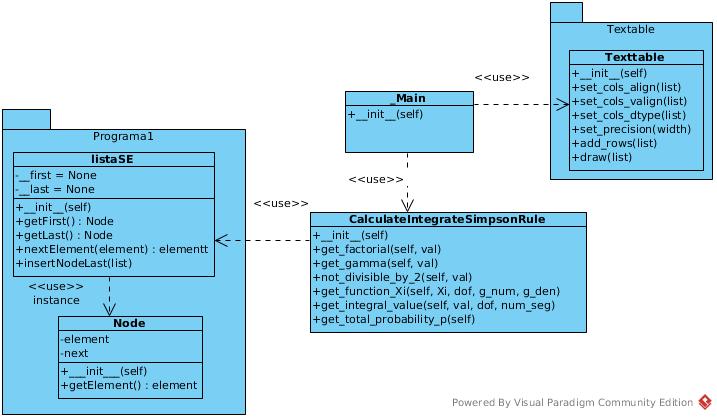 Textable
Texttable
+__init__(self)
+set_cols_align(list)
+set_cols_valign(list)
+set_cols_dtype(list)
+set_precision(width)
+add_rows(list)
+draw(list)
<<use>>
_Main
+__init__(self)
<<use>>
Programa1
listaSE
-__first = None
-__last = None
+__init__(self)
+getFirst() : Node
+getLast() : Node
+nextElement(element) : elementt
+insertNodeLast(list)
<<use>>
CalculateIntegrateSimpsonRule
+__init__(self)
+get_factorial(self, val)
+get_gamma(self, val)
+not_divisible_by_2(self, val)
+get_function_Xi(self, Xi, dof, g_num, g_den)
+get_integral_value(self, val, dof, num_seg)
+get_total_probability_p(self)
<<use>>
instance
Node
-element
-next
+___init___(self)
+getElement() : element
Powered By Visual Paradigm Community Edition